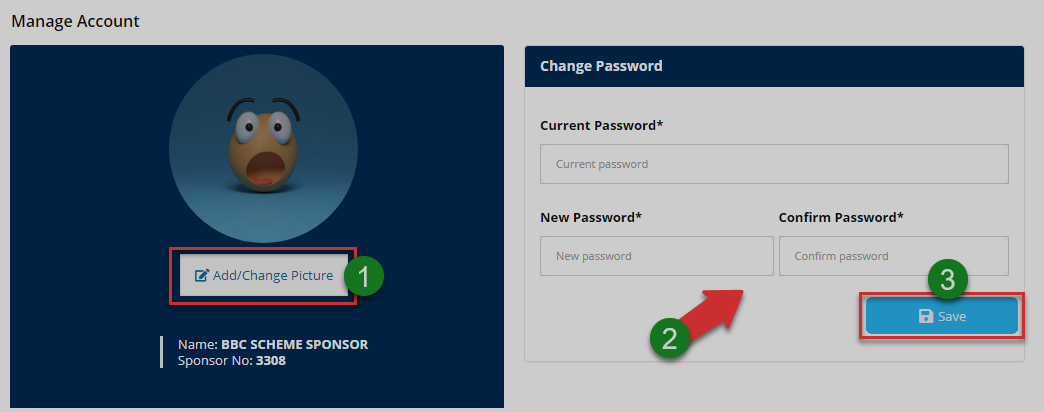 Manage Account
Add/Change Picture
1
Name: BBC SCHEME SPONSOR
Sponsor No: 3308
Change Password
Current Password*
Current password
New Password* Confirm Password*
New password Confirm password
3
Save
2